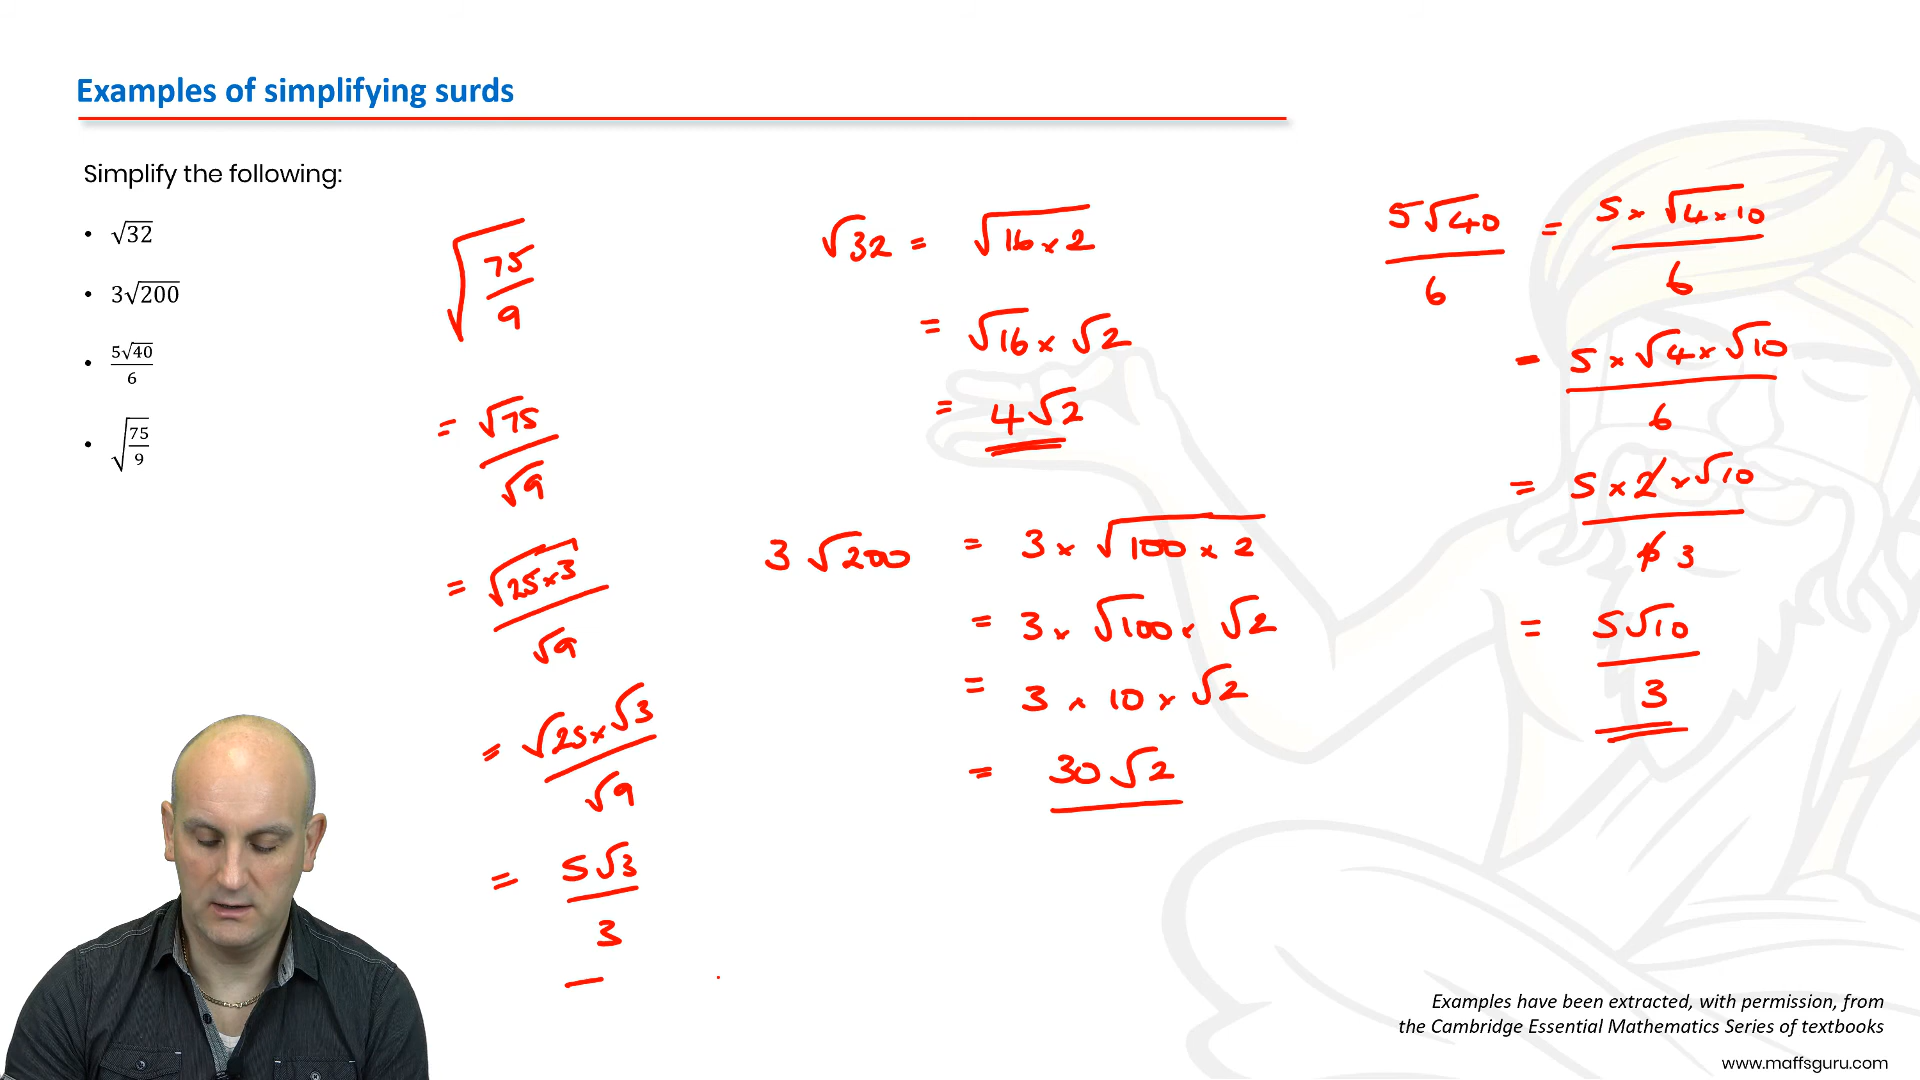 Examples of simplifying surds
Simplify the following:
• √32
• 3√200
• 5√40/6
• √(75/9)
√(75/9)
= √75/√9
= √(25×3)/√9
= √25×√3/√9
= 5√3/3
√32 = √(16×2)
= √16×√2
= 4√2
3√200 = 3×√(100×2)
= 3×√100×√2
= 3×10×√2
= 30√2
5√40/6 = 5×√(4×10)/6
= 5×√4×√10/6
= 5×2×√10/6 3
= 5√10/3
Examples have been extracted, with permission, from
the Cambridge Essential Mathematics Series of textbooks
www.maffsguru.com